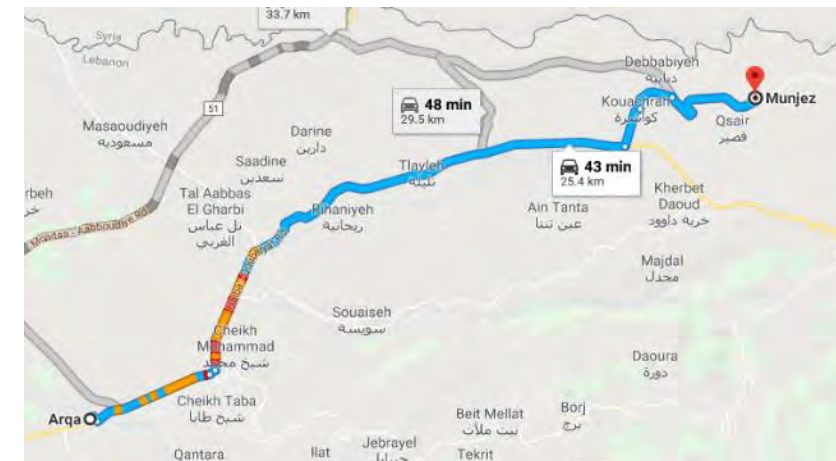 33.7 km
Syria
Lebanon
Debbabiyeh
دبابية
Munjez
48 min
29.5 km
Kouachran
كواشرة
51
Qsair
قصير
Masaoudiyeh
مسعودية
Darine
دارين
Saadine
سعدين
Tlayleh
تليلة
43 min
25.4 km
Tal Aabbas
El Gharbi
تل عباس
الغربي
Kherbet
Daoud
خربة داوود
Rihaniyeh
ريحانية
Ain Tanta
عين تنتا
Majdal
مجدل
Souaiseh
سويسة
Cheikh
Mohammad
شيخ محمد
Daoura
دورة
Arqa
Cheikh Taba
شيخ طابا
Beit Mellat
بيت ملات
Borj
برج
Qantara
Ilat
Jebrayel
Tekrit